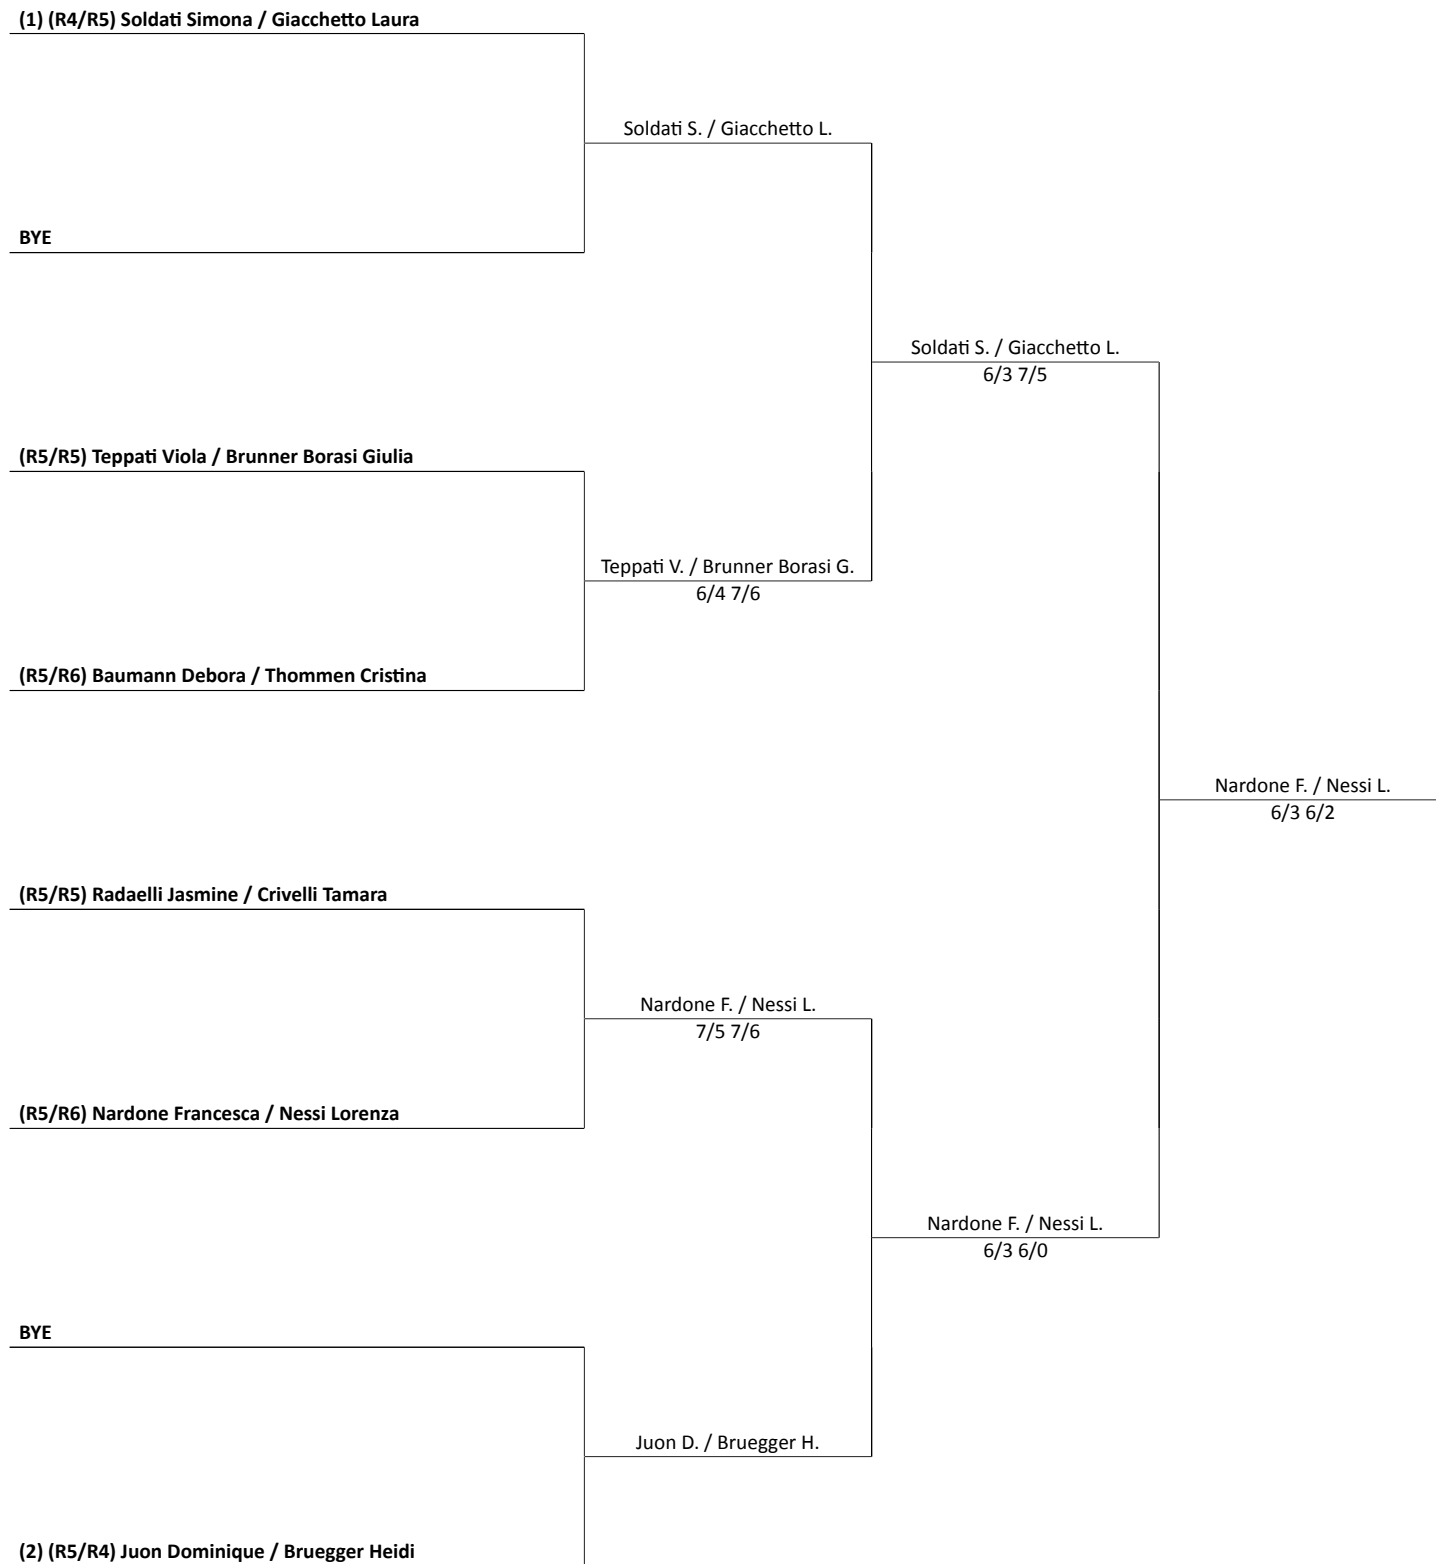 (1) (R4/R5) Soldati Simona / Giacchetto Laura
Soldati S. / Giacchetto L.
BYE
Soldati S. / Giacchetto L.
6/3 7/5
(R5/R5) Teppati Viola / Brunner Borasi Giulia
Teppati V. / Brunner Borasi G.
6/4 7/6
(R5/R6) Baumann Debora / Thommen Cristina
Nardone F. / Nessi L.
6/3 6/2
(R5/R5) Radaelli Jasmine / Crivelli Tamara
Nardone F. / Nessi L.
7/5 7/6
(R5/R6) Nardone Francesca / Nessi Lorenza
Nardone F. / Nessi L.
6/3 6/0
BYE
Juon D. / Bruegger H.
(2) (R5/R4) Juon Dominique / Bruegger Heidi